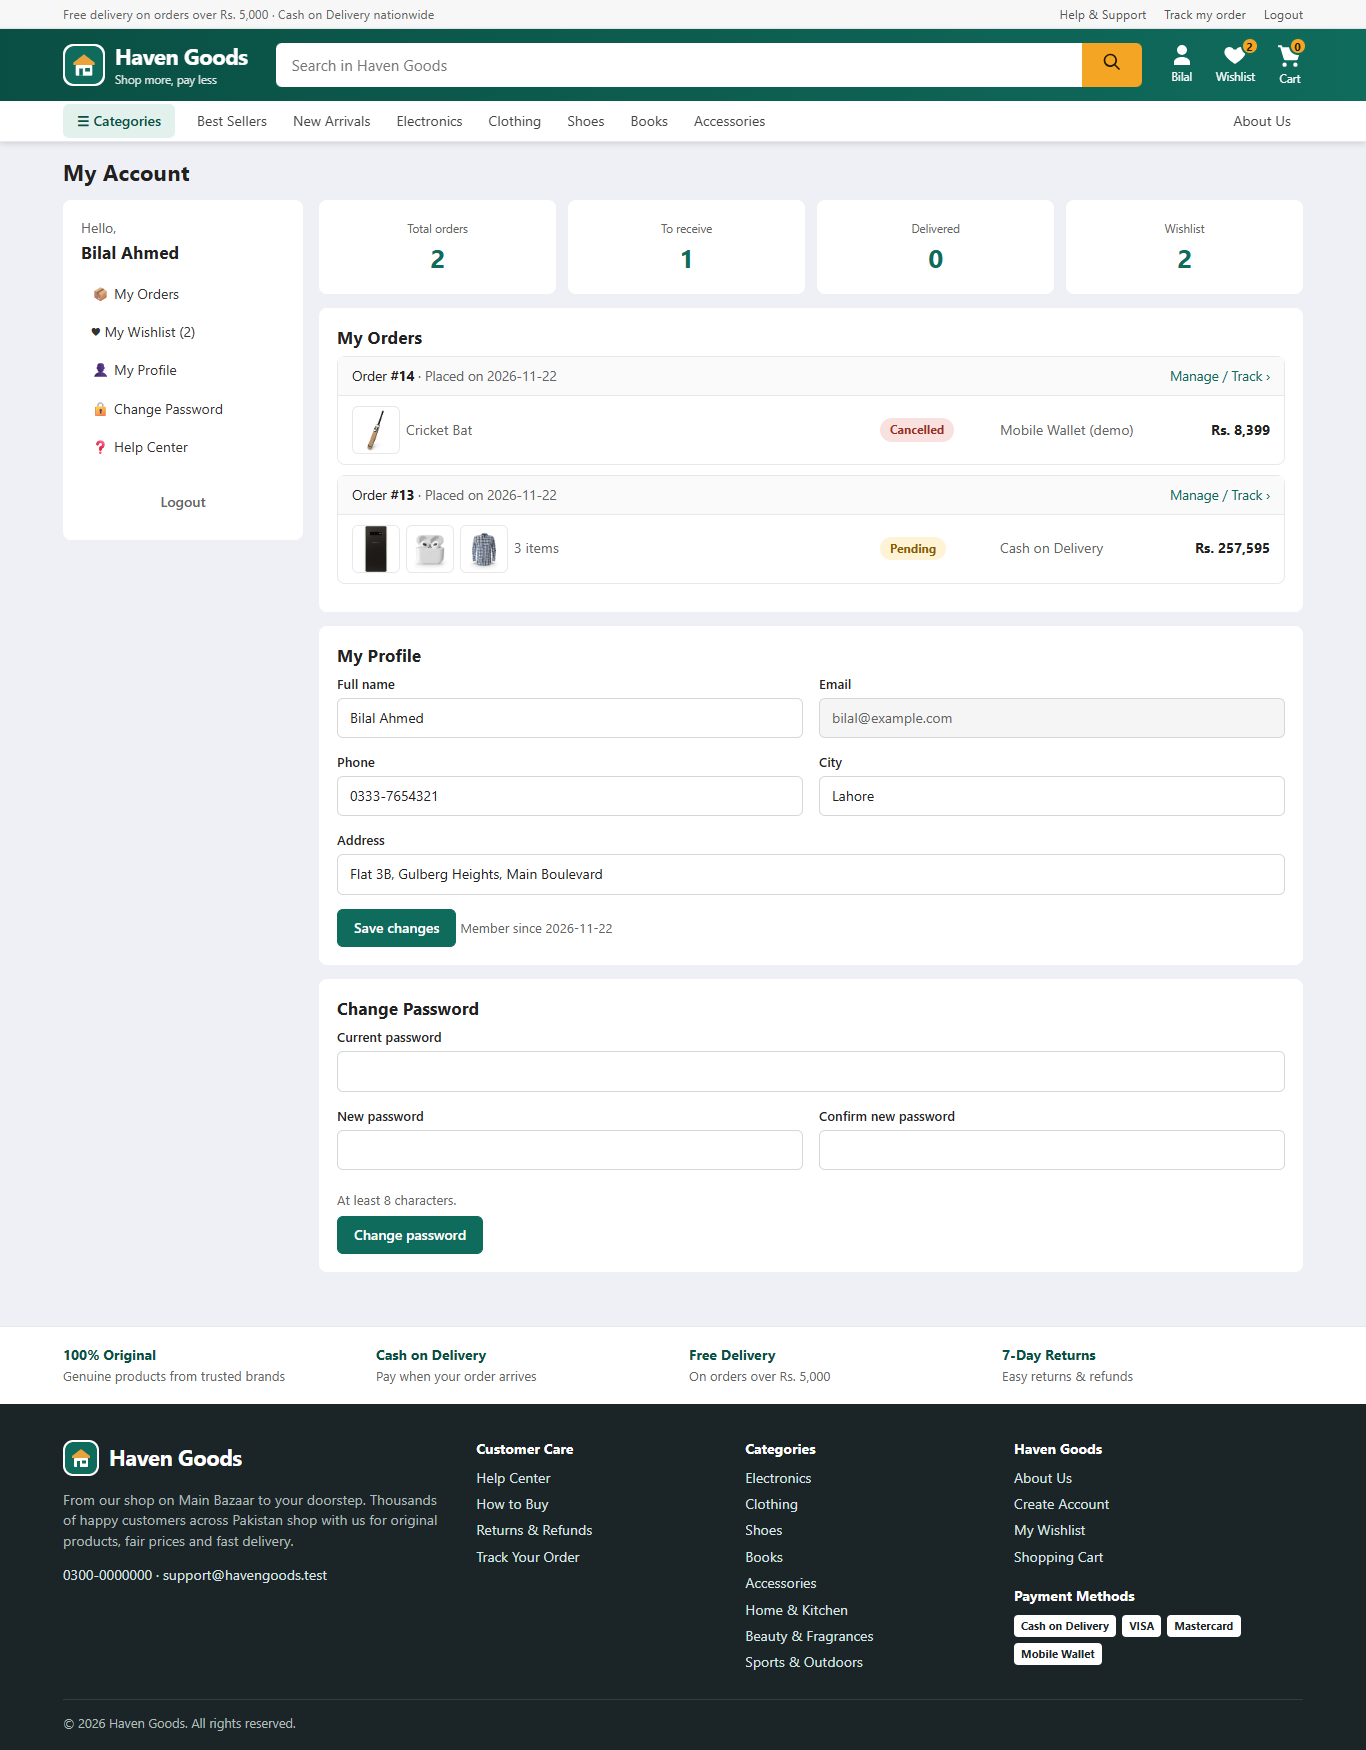 Free delivery on orders over Rs. 5,000 · Cash on Delivery nationwide
Help & Support Track my order Logout
Haven Goods
Shop more, pay less
Search in Haven Goods
Bilal
2
Wishlist
0
Cart
☰ Categories Best Sellers New Arrivals Electronics Clothing Shoes Books Accessories About Us
My Account
Hello,
Bilal Ahmed
My Orders
My Wishlist (2)
My Profile
Change Password
Help Center
Logout
Total orders
2
To receive
1
Delivered
0
Wishlist
2
My Orders
Order #14 · Placed on 2026-11-22 Manage / Track ›
Cricket Bat Cancelled Mobile Wallet (demo) Rs. 8,399
Order #13 · Placed on 2026-11-22 Manage / Track ›
3 items Pending Cash on Delivery Rs. 257,595
My Profile
Full name
Bilal Ahmed
Email
bilal@example.com
Phone
0333-7654321
City
Lahore
Address
Flat 3B, Gulberg Heights, Main Boulevard
Save changes Member since 2026-11-22
Change Password
Current password
New password
Confirm new password
At least 8 characters.
Change password
100% Original
Genuine products from trusted brands
Cash on Delivery
Pay when your order arrives
Free Delivery
On orders over Rs. 5,000
7-Day Returns
Easy returns & refunds
Haven Goods
From our shop on Main Bazaar to your doorstep. Thousands
of happy customers across Pakistan shop with us for original
products, fair prices and fast delivery.
0300-0000000 · support@havengoods.test
Customer Care
Help Center
How to Buy
Returns & Refunds
Track Your Order
Categories
Electronics
Clothing
Shoes
Books
Accessories
Home & Kitchen
Beauty & Fragrances
Sports & Outdoors
Haven Goods
About Us
Create Account
My Wishlist
Shopping Cart
Payment Methods
Cash on Delivery VISA Mastercard
Mobile Wallet
© 2026 Haven Goods. All rights reserved.